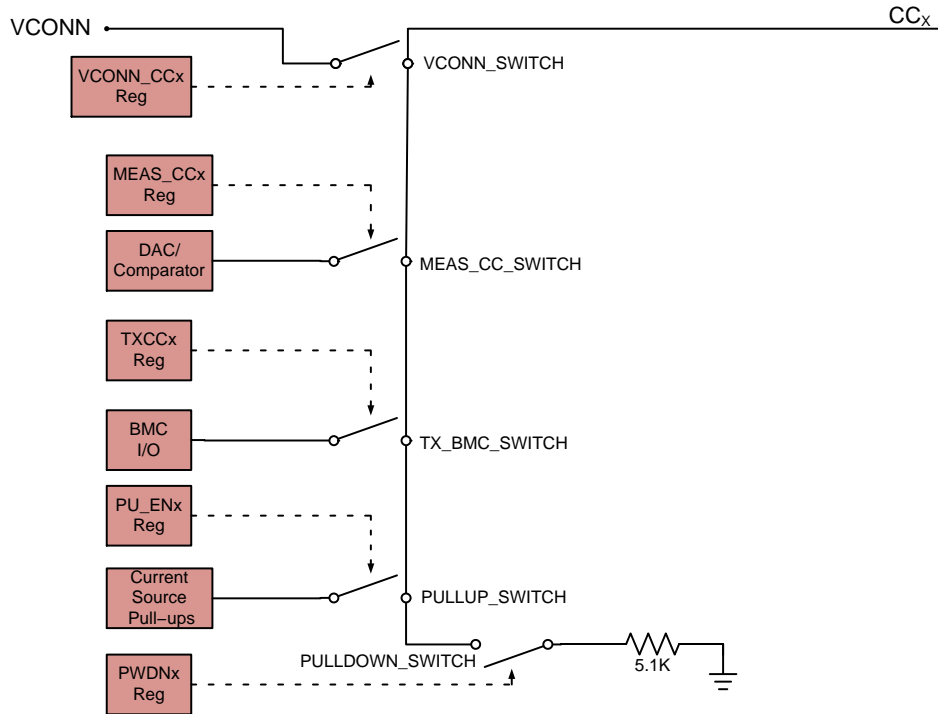 VCONN
CCX
VCONN_CCx
Reg
VCONN_SWITCH
MEAS_CCx
Reg
DAC/
Comparator
MEAS_CC_SWITCH
TXCCx
Reg
BMC
I/O
TX_BMC_SWITCH
PU_ENx
Reg
Current
Source
Pull−ups
PULLUP_SWITCH
PULLDOWN_SWITCH
5.1K
PWDNx
Reg